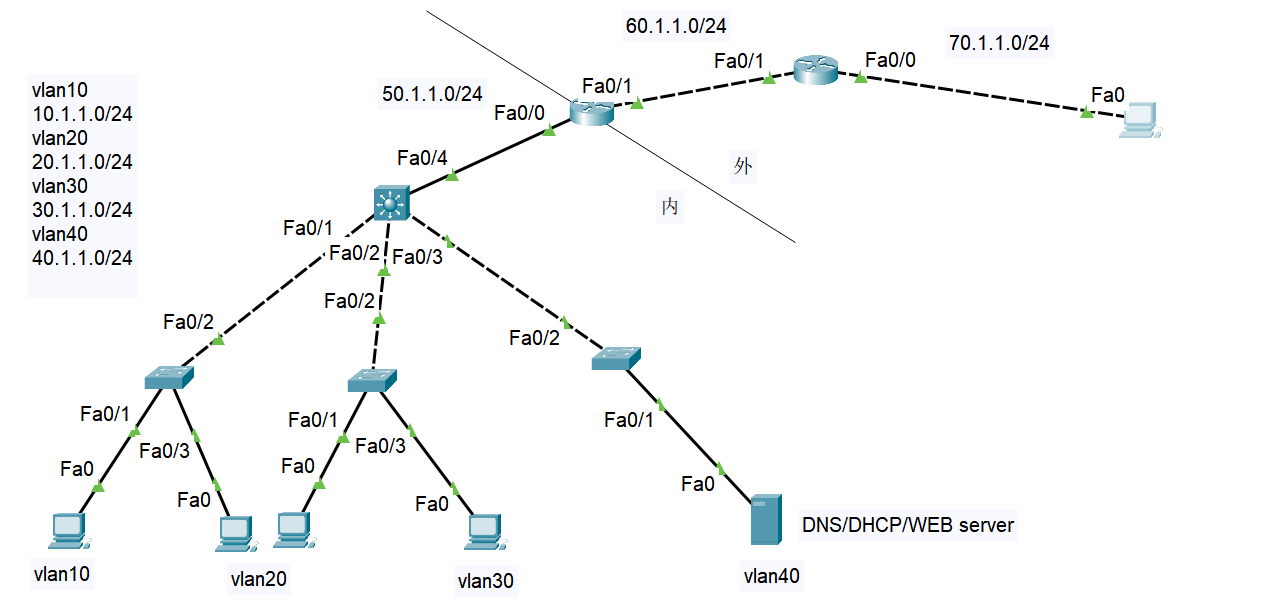 60.1.1.0/24
70.1.1.0/24
Fa0/1
Fa0/0
Fa0
50.1.1.0/24
Fa0/1
Fa0/0
vlan10
10.1.1.0/24
vlan20
20.1.1.0/24
vlan30
30.1.1.0/24
vlan40
40.1.1.0/24
外
内
Fa0/4
Fa0/1
Fa0/2
Fa0/3
Fa0/2
Fa0/2
Fa0/2
Fa0/1
Fa0/3
Fa0/1
Fa0/3
Fa0/1
Fa0
Fa0
Fa0
Fa0
Fa0
DNS/DHCP/WEB server
vlan10
vlan20
vlan30
vlan40